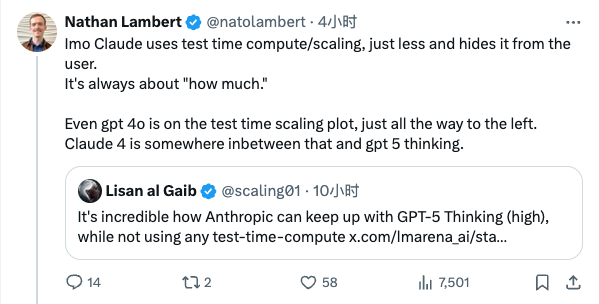 Nathan Lambert @natolambert · 4小时
Imo Claude uses test time compute/scaling, just less and hides it from the
user.
It's always about "how much."
Even gpt 4o is on the test time scaling plot, just all the way to the left.
Claude 4 is somewhere inbetween that and gpt 5 thinking.
Lisan al Gaib @scaling01 · 10小时
It's incredible how Anthropic can keep up with GPT-5 Thinking (high),
while not using any test-time-compute x.com/lmarena_ai/sta...
14 2 58 7,501